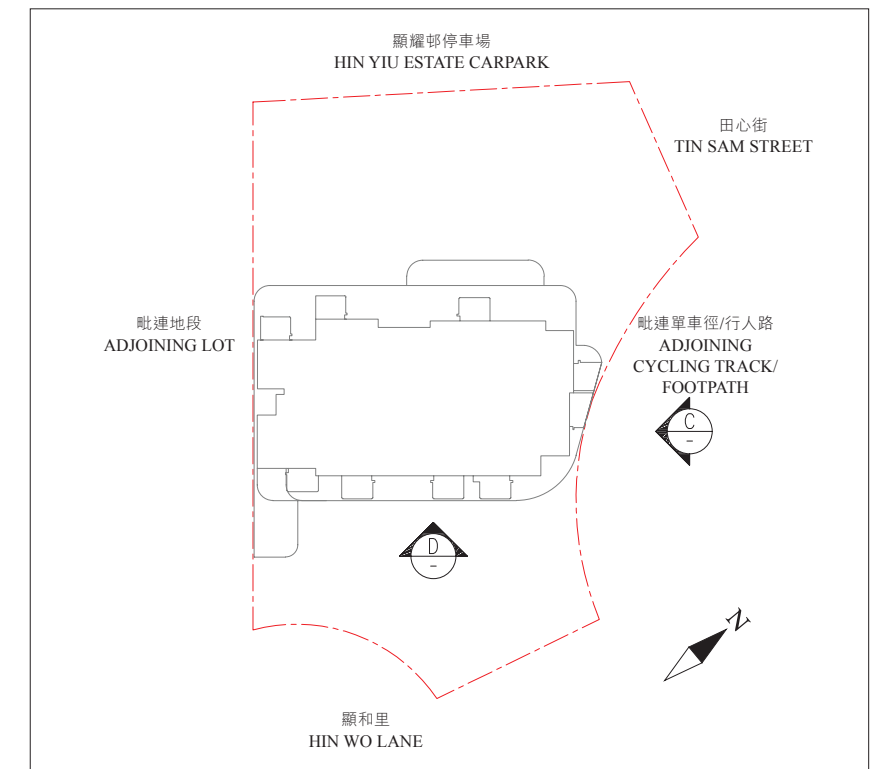 顯耀邨停車場
HIN YIU ESTATE CARPARK
田心街
TIN SAM STREET
毗連地段
ADJOINING LOT
毗連單車徑/行人路
ADJOINING
CYCLING TRACK/
FOOTPATH
C
-
D
-
N
顯和里
HIN WO LANE